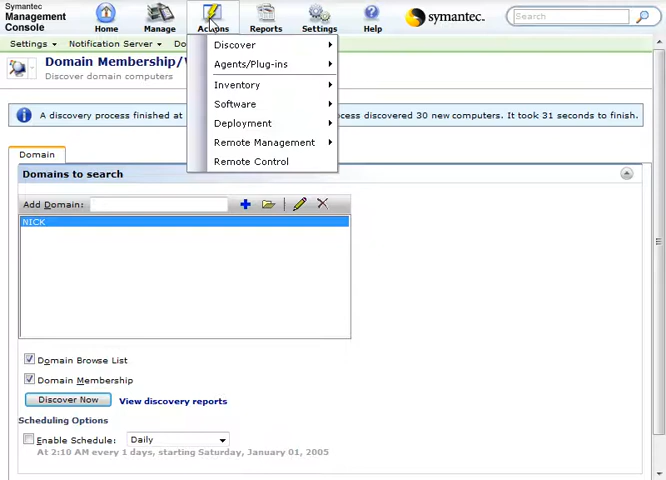 Symantec
Management
Console
Home
Manage
Actions
Reports
Settings
Help
symantec.
Search
Settings
Notification Server
Do
Domain Membership/
Discover domain computers
Discover
Agents/Plug-ins
Inventory
Software
Deployment
Remote Management
Remote Control
A discovery process finished at
cess discovered 30 new computers. It took 31 seconds to finish.
Domain
Domains to search
Add Domain:
NICK
Domain Browse List
Domain Membership
Discover Now
View discovery reports
Scheduling Options
Enable Schedule:
Daily
At 2:10 AM every 1 days, starting Saturday, January 01, 2005